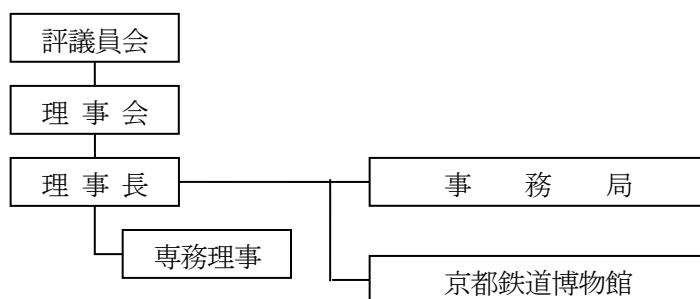 評議員会
理事会
理事長
事務局
専務理事
京都鉄道博物館